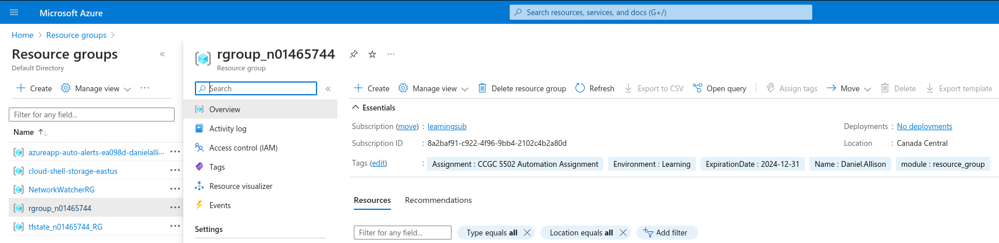 Microsoft Azure
Search resources, services, and docs (G+/)
Home > Resource groups >
Resource groups
Default Directory
Create Manage view ···
Filter for any field...
Name
azureapp-auto-alerts-ea098d-danielalli... ···
cloud-shell-storage-eastus ···
NetworkWatcherRG ···
rgroup_n01465744 ···
tfstate_n01465744_RG ···
rgroup_n01465744 ···
Resource group
Search
Overview
Activity log
Access control (IAM)
Tags
Resource visualizer
Events
Settings
Create Manage view Delete resource group Refresh Export to CSV Open query Assign tags Move Delete Export template
Essentials
Subscription (move) : learningsub
Subscription ID : 8a2baf91-c922-4f96-9bb4-2102c4b2a80d
Deployments : No deployments
Location : Canada Central
Tags (edit) : Assignment : CCGC 5502 Automation Assignment Environment : Learning ExpirationDate : 2024-12-31 Name : Daniel.Allison module : resource_group
Resources Recommendations
Filter for any field... Type equals all Location equals all Add filter